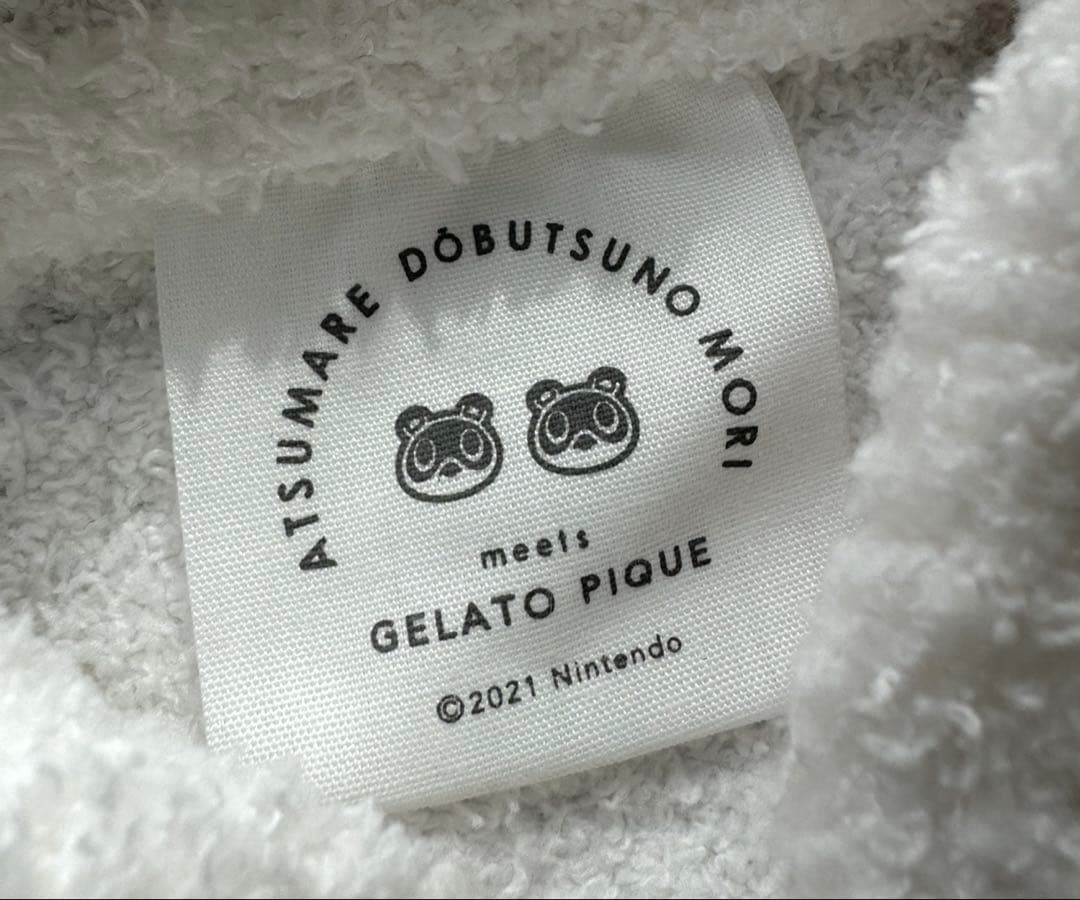 ATSUMARE DŌBUTSUNO MORI
meets
GELATO PIQUE
©2021 Nintendo